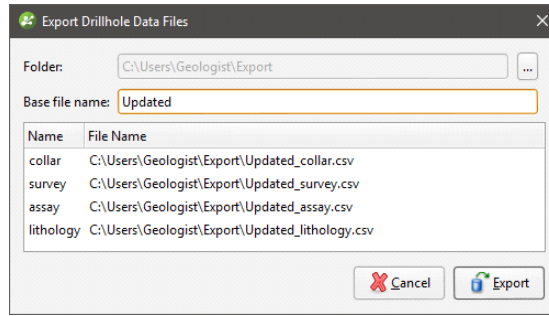 Export Drillhole Data Files
Folder: C:\Users\Geologist\Export ...
Base file name: Updated
Name File Name
collar C:\Users\Geologist\Export\Updated_collar.csv
survey C:\Users\Geologist\Export\Updated_survey.csv
assay C:\Users\Geologist\Export\Updated_assay.csv
lithology C:\Users\Geologist\Export\Updated_lithology.csv
Cancel Export